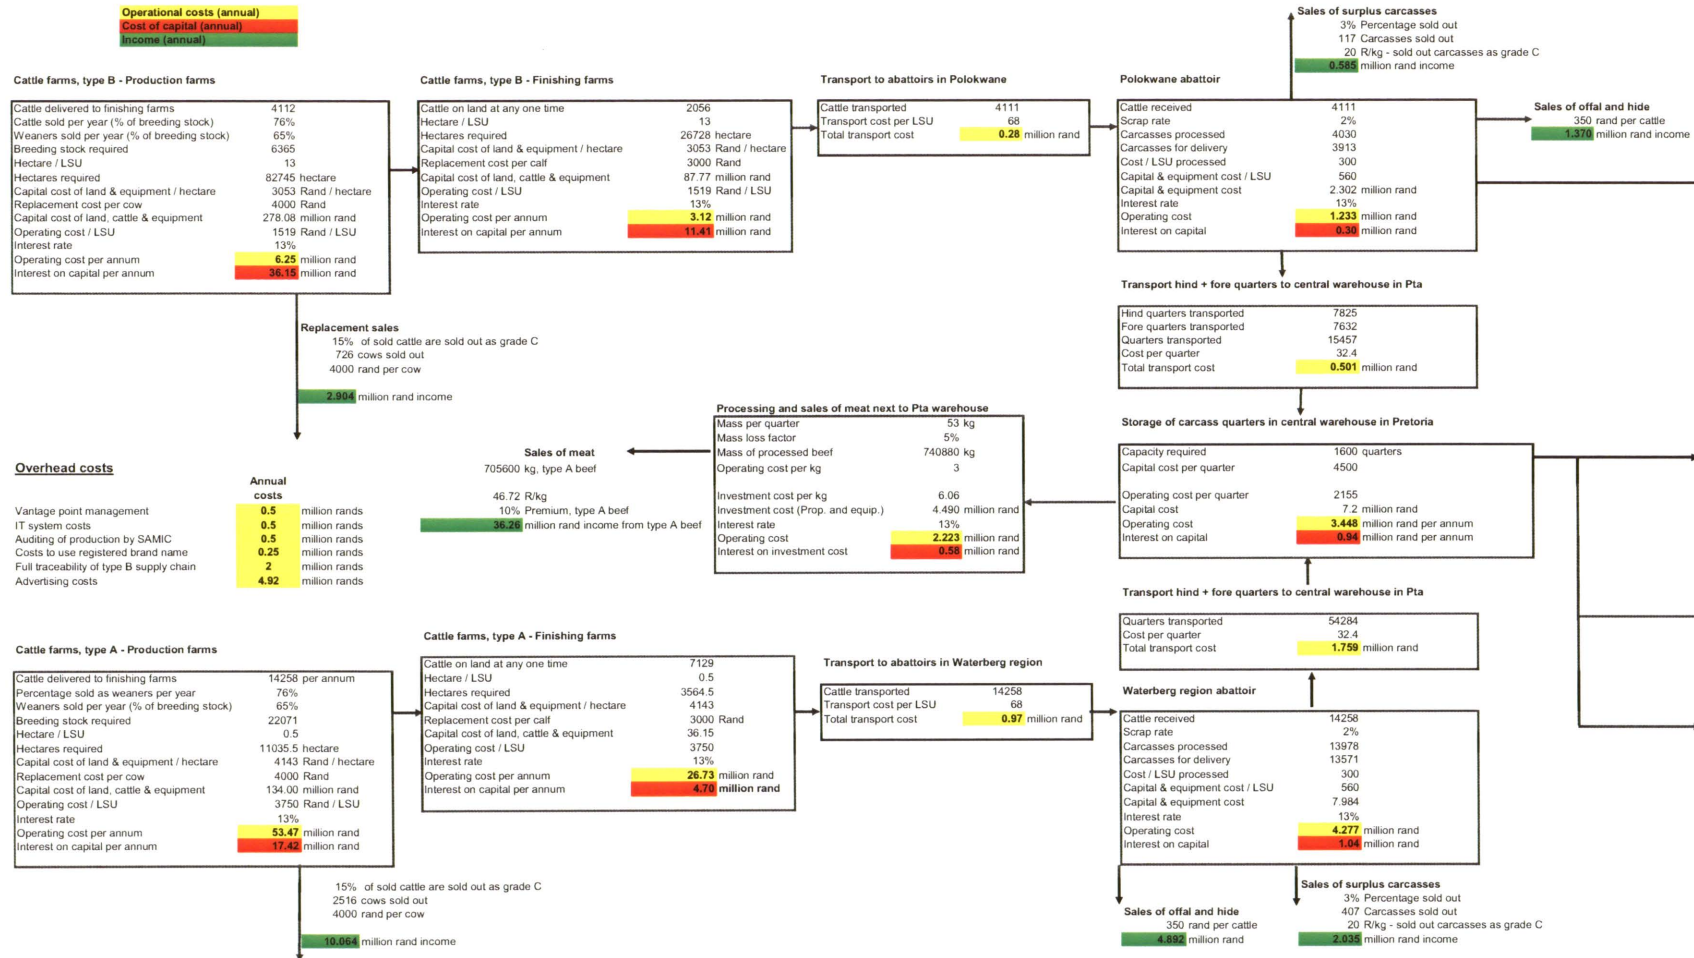 Operational costs (annual)
Cost of capital (annual)
Income (annual)
Cattle farms, type B - Production farms
Cattle delivered to finishing farms 4112
Cattle sold per year (% of breeding stock) 76%
Weaners sold per year (% of breeding stock) 65%
Breeding stock required 6365
Hectare / LSU 13
Hectares required 82745 hectare
Capital cost of land & equipment / hectare 3053 Rand / hectare
Replacement cost per cow 4000 Rand
Capital cost of land, cattle & equipment 278.08 million rand
Operating cost / LSU 1519 Rand / LSU
Interest rate 13%
Operating cost per annum 6.25 million rand
Interest on capital per annum 36.15 million rand
Replacement sales
15% of sold cattle are sold out as grade C
726 cows sold out
4000 rand per cow
2.904 million rand income
Cattle farms, type B - Finishing farms
Cattle on land at any one time 2056
Hectare / LSU 13
Hectares required 26728 hectare
Capital cost of land & equipment / hectare 3053 Rand / hectare
Replacement cost per calf 3000 Rand
Capital cost of land, cattle & equipment 87.77 million rand
Operating cost / LSU 1519 Rand / LSU
Interest rate 13%
Operating cost per annum 3.12 million rand
Interest on capital per annum 11.41 million rand
Transport to abattoirs in Polokwane
Cattle transported 4111
Transport cost per LSU 68
Total transport cost 0.28 million rand
Sales of surplus carcasses
3% Percentage sold out
117 Carcasses sold out
20 R/kg - sold out carcasses as grade C
0.585 million rand income
Polokwane abattoir
Cattle received 4111
Scrap rate 2%
Carcasses processed 4030
Carcasses for delivery 3913
Cost / LSU processed 300
Capital & equipment cost / LSU 560
Capital & equipment cost 2.302 million rand
Interest rate 13%
Operating cost 1.233 million rand
Interest on capital 0.30 million rand
Sales of offal and hide
350 rand per cattle
1.370 million rand income
Transport hind + fore quarters to central warehouse in Pta
Hind quarters transported 7825
Fore quarters transported 7632
Quarters transported 15457
Cost per quarter 32.4
Total transport cost 0.501 million rand
Storage of carcass quarters in central warehouse in Pretoria
Capacity required 1600 quarters
Capital cost per quarter 4500
Operating cost per quarter 2155
Capital cost 7.2 million rand
Operating cost 3.448 million rand per annum
Interest on capital 0.94 million rand per annum
Processing and sales of meat next to Pta warehouse
Mass per quarter 53 kg
Mass loss factor 5%
Mass of processed beef 740880 kg
Operating cost per kg 3
Investment cost per kg 6.06
Investment cost (Prop. and equip.) 4.490 million rand
Interest rate 13%
Operating cost 2.223 million rand
Interest on investment cost 0.58 million rand
Sales of meat
705600 kg, type A beef
46.72 R/kg
10% Premium, type A beef
36.26 million rand income from type A beef
Overhead costs
Annual
costs
Vantage point management 0.5 million rands
IT system costs 0.5 million rands
Auditing of production by SAMIC 0.5 million rands
Costs to use registered brand name 0.25 million rands
Full traceability of type B supply chain 2 million rands
Advertising costs 4.92 million rands
Transport hind + fore quarters to central warehouse in Pta
Quarters transported 54284
Cost per quarter 32.4
Total transport cost 1.759 million rand
Cattle farms, type A - Production farms
Cattle delivered to finishing farms 14258 per annum
Percentage sold as weaners per year 76%
Weaners sold per year (% of breeding stock) 65%
Breeding stock required 22071
Hectare / LSU 0.5
Hectares required 11035.5 hectare
Capital cost of land & equipment / hectare 4143 Rand / hectare
Replacement cost per cow 4000 Rand
Capital cost of land, cattle & equipment 134.00 million rand
Operating cost / LSU 3750 Rand / LSU
Interest rate 13%
Operating cost per annum 53.47 million rand
Interest on capital per annum 17.42 million rand
15% of sold cattle are sold out as grade C
2516 cows sold out
4000 rand per cow
10.064 million rand income
Cattle farms, type A - Finishing farms
Cattle on land at any one time 7129
Hectare / LSU 0.5
Hectares required 3564.5
Capital cost of land & equipment / hectare 4143
Replacement cost per calf 3000 Rand
Capital cost of land, cattle & equipment 36.15
Operating cost / LSU 3750
Interest rate 13%
Operating cost per annum 26.73 million rand
Interest on capital per annum 4.70 million rand
Transport to abattoirs in Waterberg region
Cattle transported 14258
Transport cost per LSU 68
Total transport cost 0.97 million rand
Waterberg region abattoir
Cattle received 14258
Scrap rate 2%
Carcasses processed 13978
Carcasses for delivery 13571
Cost / LSU processed 300
Capital & equipment cost / LSU 560
Capital & equipment cost 7.984
Interest rate 13%
Operating cost 4.277 million rand
Interest on capital 1.04 million rand
Sales of offal and hide
350 rand per cattle
4.892 million rand
Sales of surplus carcasses
3% Percentage sold out
407 Carcasses sold out
20 R/kg - sold out carcasses as grade C
2.035 million rand income